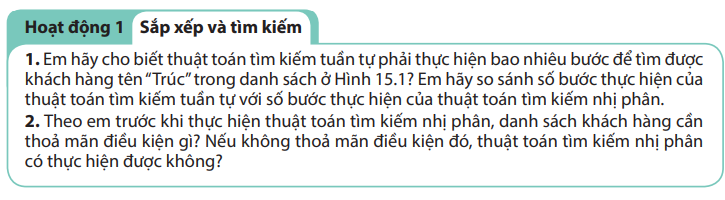 Hoạt động 1 Sắp xếp và tìm kiếm
1. Em hãy cho biết thuật toán tìm kiếm tuần tự phải thực hiện bao nhiêu bước để tìm được
khách hàng tên “Trúc” trong danh sách ở Hình 15.1? Em hãy so sánh số bước thực hiện của
thuật toán tìm kiếm tuần tự với số bước thực hiện của thuật toán tìm kiếm nhị phân.
2. Theo em trước khi thực hiện thuật toán tìm kiếm nhị phân, danh sách khách hàng cần
thoả mãn điều kiện gì? Nếu không thoả mãn điều kiện đó, thuật toán tìm kiếm nhị phân
có thực hiện được không?